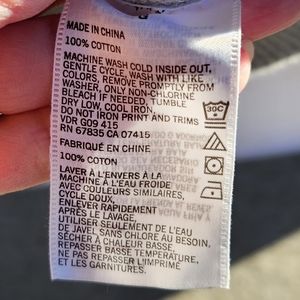 MADE IN CHINA
100% COTTON
MACHINE WASH COLD INSIDE OUT,
GENTLE CYCLE, WASH WITH LIKE
COLORS, REMOVE PROMPTLY FROM
WASHER, ONLY NON-CHLORINE
BLEACH IF NEEDED, TUMBLE
DRY LOW, COOL IRON
DO NOT IRON PRINT AND TRIMS
VDR G09 415
RN 67835 CA 07415
30C
FABRIQUÉ EN CHINE
100% COTON
LAVER À L'ENVERS À LA
MACHINE À L'EAU FROIDE
AVEC COULEURS SIMILAIRES,
CYCLE DOUX,
ENLEVER RAPIDEMENT
APRÈS LE LAVAGE,
UTILISER SEULEMENT DE L'EAU
DE JAVEL SANS CHLORE AU BESOIN,
SÉCHER À CHALEUR BASSE,
REPASSER BASSE TEMPÉRATURE,
NE PAS REPASSER L'IMPRIMÉ
ET LES GARNITURES.